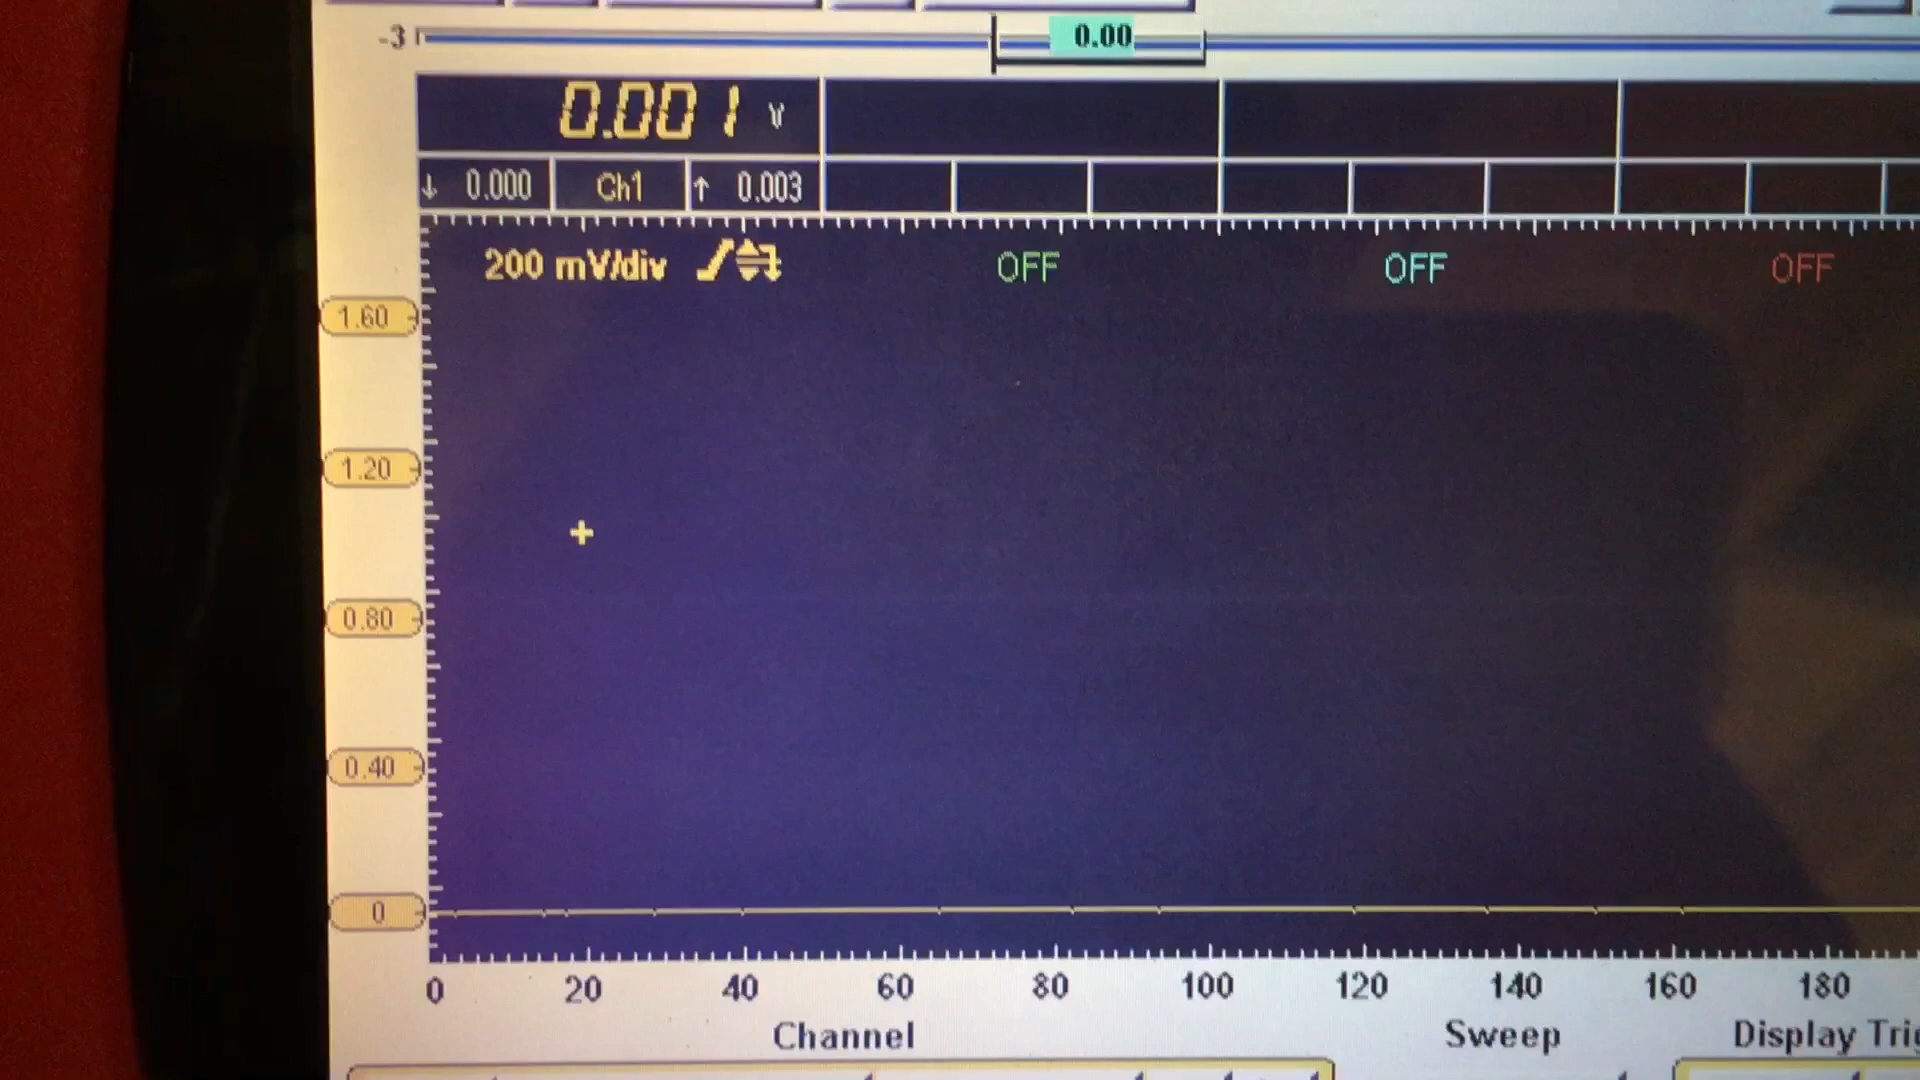 -3 0.00
0.001 V
↓ 0.000 Ch1 ↑ 0.003
200 mV/div OFF OFF OFF
1.60
1.20
0.80
0.40
0
0 20 40 60 80 100 120 140 160 180
Channel Sweep Display Trig